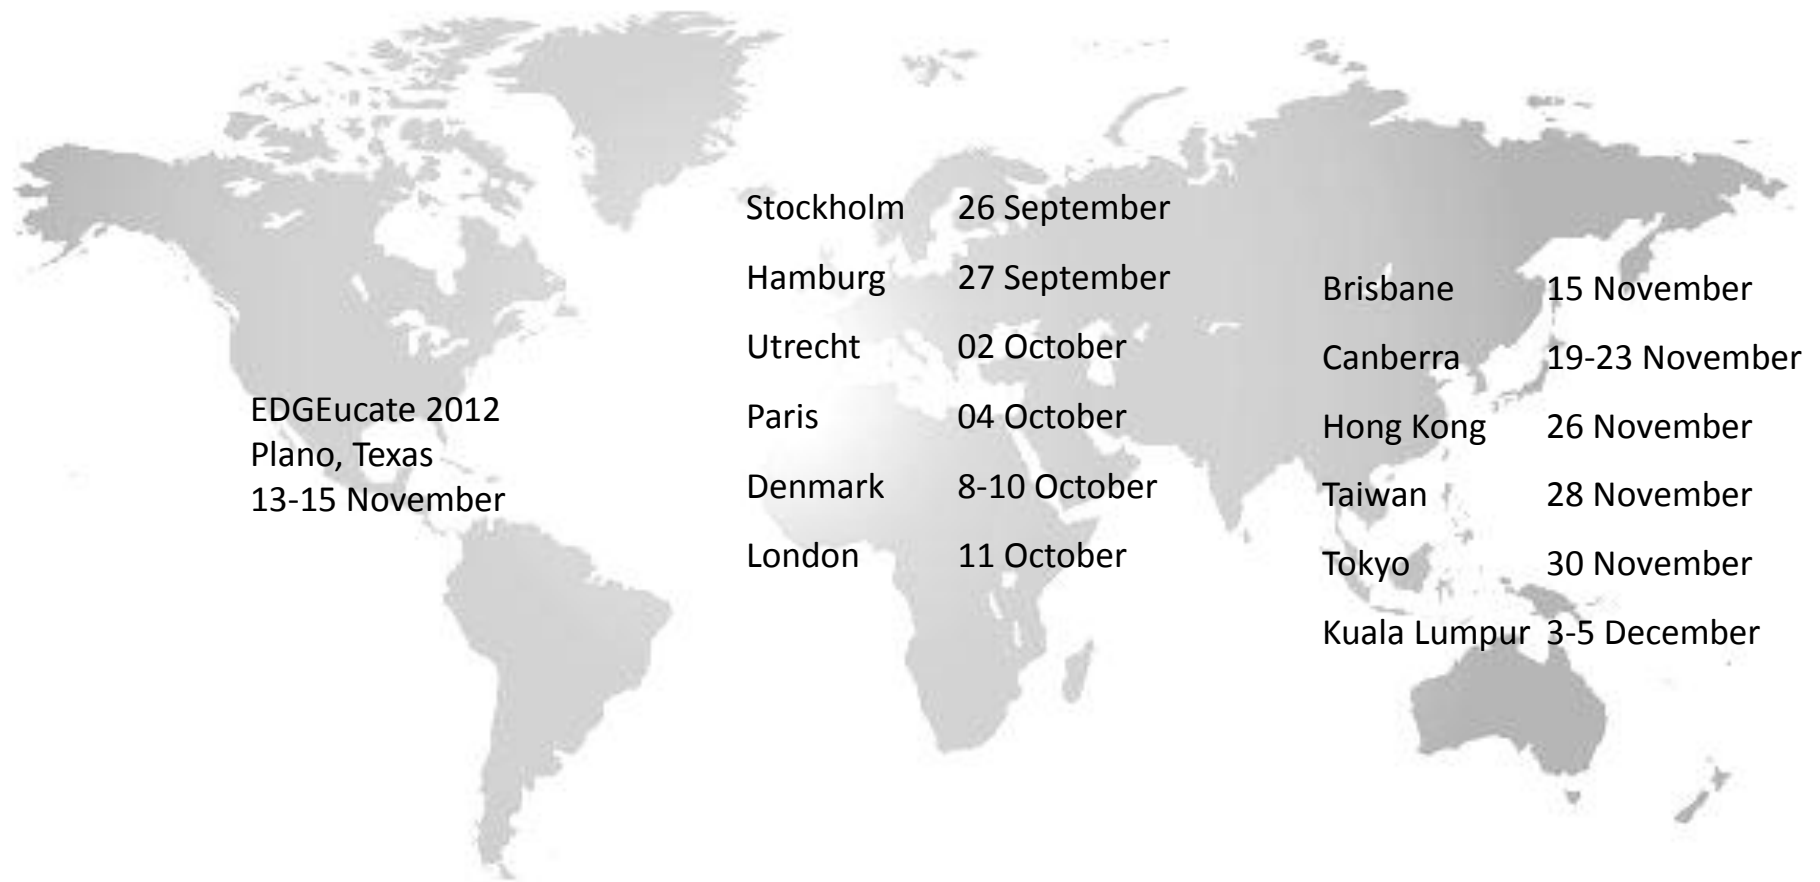 EDGEucate 2012
Plano, Texas
13-15 November
Stockholm 26 September
Hamburg 27 September
Utrecht 02 October
Paris 04 October
Denmark 8-10 October
London 11 October
Brisbane 15 November
Canberra 19-23 November
Hong Kong 26 November
Taiwan 28 November
Tokyo 30 November
Kuala Lumpur 3-5 December